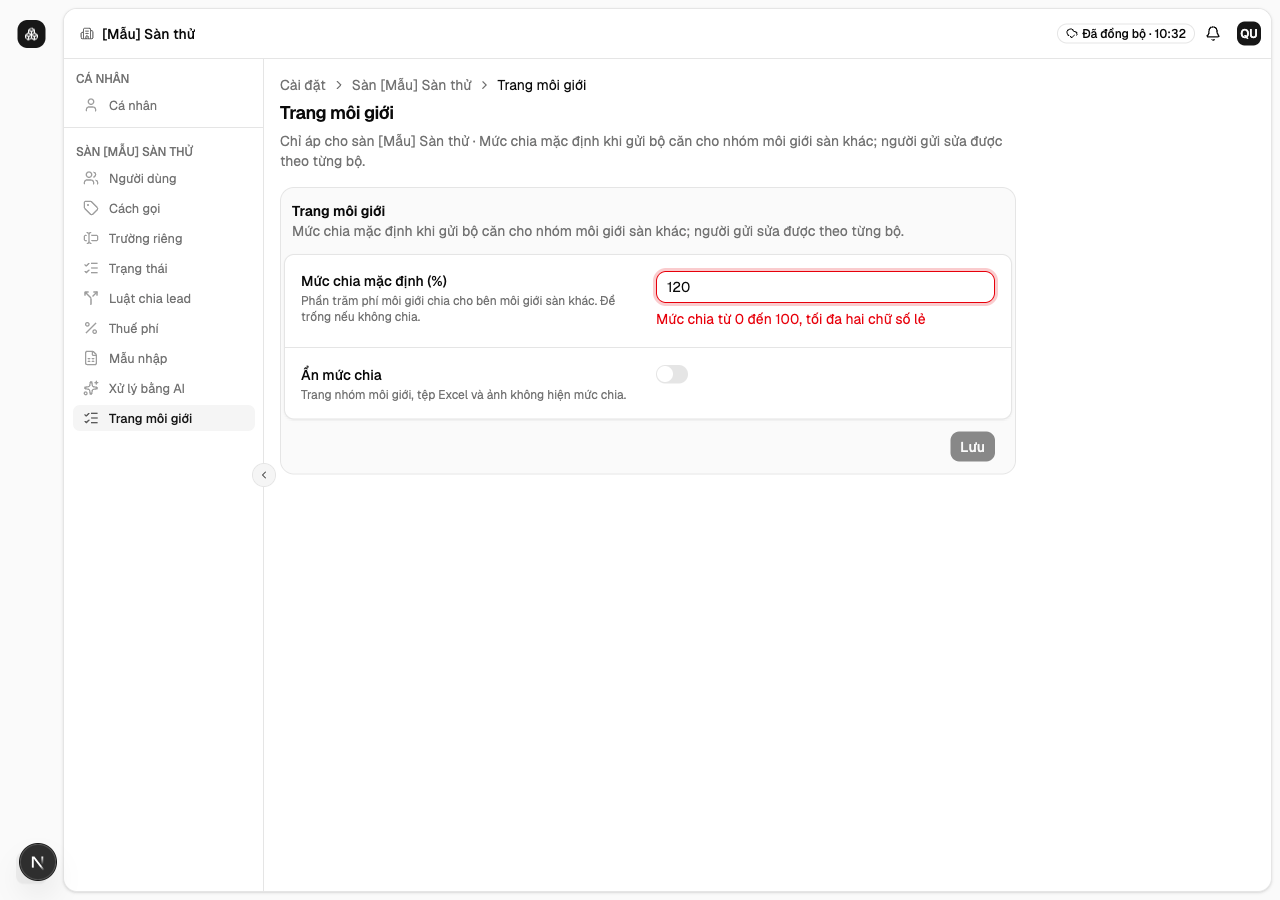 [Mẫu] Sàn thử
Đã đồng bộ · 10:32
QU
CÁ NHÂN
Cá nhân
SÀN [MẪU] SÀN THỬ
Người dùng
Cách gọi
Trường riêng
Trạng thái
Luật chia lead
Thuế phí
Mẫu nhập
Xử lý bằng AI
Trang môi giới
Cài đặt > Sàn [Mẫu] Sàn thử > Trang môi giới
Trang môi giới
Chỉ áp cho sàn [Mẫu] Sàn thử · Mức chia mặc định khi gửi bộ căn cho nhóm môi giới sàn khác; người gửi sửa được
theo từng bộ.
Trang môi giới
Mức chia mặc định khi gửi bộ căn cho nhóm môi giới sàn khác; người gửi sửa được theo từng bộ.
Mức chia mặc định (%)
Phần trăm phí môi giới chia cho bên môi giới sàn khác. Để
trống nếu không chia.
120
Mức chia từ 0 đến 100, tối đa hai chữ số lẻ
Ẩn mức chia
Trang nhóm môi giới, tệp Excel và ảnh không hiện mức chia.
Lưu
N